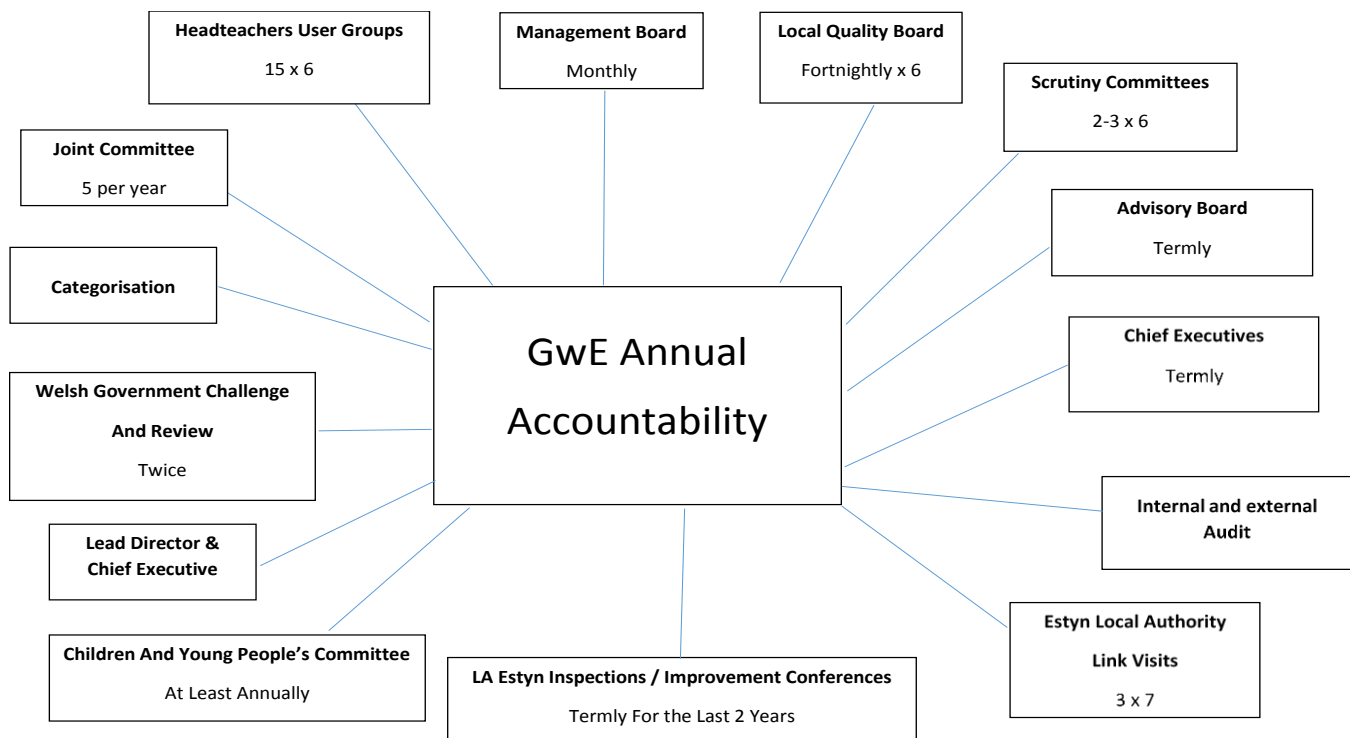 Headteachers User Groups
15 x 6
Management Board
Monthly
Local Quality Board
Fortnightly x 6
Scrutiny Committees
2-3 x 6
Joint Committee
5 per year
Advisory Board
Termly
Categorisation
GwE Annual
Accountability
Chief Executives
Termly
Welsh Government Challenge
And Review
Twice
Internal and external
Audit
Lead Director &
Chief Executive
Estyn Local Authority
Link Visits
3 x 7
Children And Young People's Committee
At Least Annually
LA Estyn Inspections / Improvement Conferences
Termly For the Last 2 Years